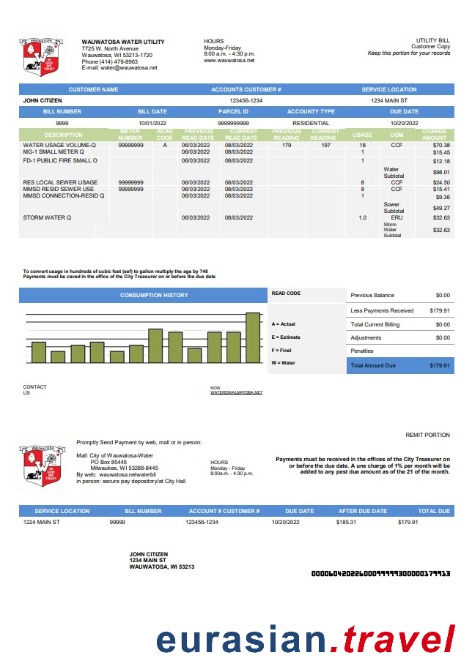 WAUWATOSA WATER UTILITY
7725 W. North Avenue
Wauwatosa, WI 53213-1720
Phone (414) 479-8963
E-mail: water@wauwatosa.net
HOURS
Monday-Friday
8:00 a.m. - 4:30 p.m.
www.wauwatosa.net
UTILITY BILL
Customer Copy
Keep this portion for your records
CUSTOMER NAME ACCOUNTS CUSTOMER # SERVICE LOCATION
JOHN CITIZEN 123456-1234 1234 MAIN ST
BILL NUMBER BILL DATE PARCEL ID ACCOUNTY TYPE DUE DATE
9999 10/01/2022 9999999999 RESIDENTIAL 10/23/2022
DESCRIPTION METER NUMBER READ CODE PREVIOUS READ DATE CURRENT READ DATE PREVIOUS READING CURRENT READING USAGE UOM CHARGE AMOUNT
WATER USAGE VOLUME-Q 99999999 A 06/03/2022 08/03/2022 179 197 18 CCF $70.38
MG-1 SMALL METER Q 06/03/2022 08/03/2022 1 $15.45
FD-1 PUBLIC FIRE SMALL O 06/03/2022 08/03/2022 1 $12.18
Water Subtotal $98.01
RES LOCAL SEWER USAGE 99999999 06/03/2022 08/03/2022 8 CCF $24.50
MMSD RESID SEWER USE 99999999 06/03/2022 08/03/2022 8 CCF $15.41
MMSD CONNECTION-RESID Q 06/03/2022 08/03/2022 1 $9.36
Sower Subtotal $49.27
STORM WATER Q 06/03/2022 08/03/2022 1.0 ERU $32.63
Storm Water Subtotal $32.63
To convert usage in hundreds of cubic feet (saf) to gallon multiply the age by 748
Payments must be caved in the office of the City Treasurer on or before the due date
CONSUMPTION HISTORY
READ CODE
A = Actual
E = Estimate
F = Final
W = Water
Previous Balance $0.00
Less Payments Received $179.91
Total Current Billing $0.00
Adjustments $0.00
Penalties
Total Amount Due $179.91
CONTACT
US
NOW
WATER@WALWATOSA.NET
REMIT PORTION
Promptly Send Payment by web, mail or in person:
Mail: City of Wauwatosa-Water
PO Box 85445
Milwaukee, WI 53288-8445
By web: wauwatosa.netwaterbil
in person: secure pay depository/at City Hall
HOURS
Monday - Friday
8:00a.m. - 4:30 p.m.
Payments must be received in the offices of the City Treasurer on
or before the due date. A une charge of 1% per month will be
added to any pest due amount as of the 21 of the month.
SERVICE LOCATION BILL NUMBER ACCOUNT # CUSTOMER # DUE DATE AFTER DUE DATE TOTAL DUE
1224 MAIN ST 99999 123456-1234 10/20/2022 $185.31 $179.91
JOHN CITIZEN
1234 MAIN ST
WAUWATOSA, WI 53213
eurasian.travel